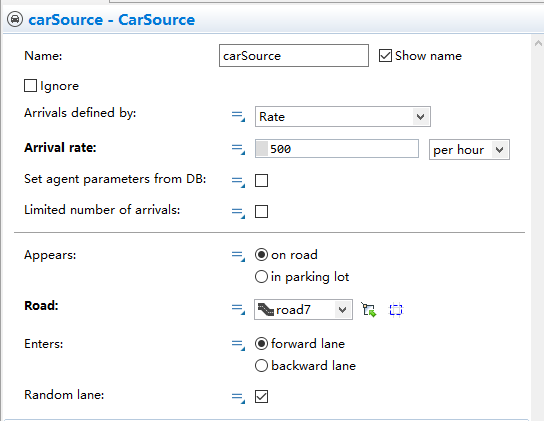 carSource - CarSource
Name: carSource Show name
Ignore
Arrivals defined by: Rate
Arrival rate: 500 per hour
Set agent parameters from DB:
Limited number of arrivals:
Appears: on road
in parking lot
Road: road7
Enters: forward lane
backward lane
Random lane: